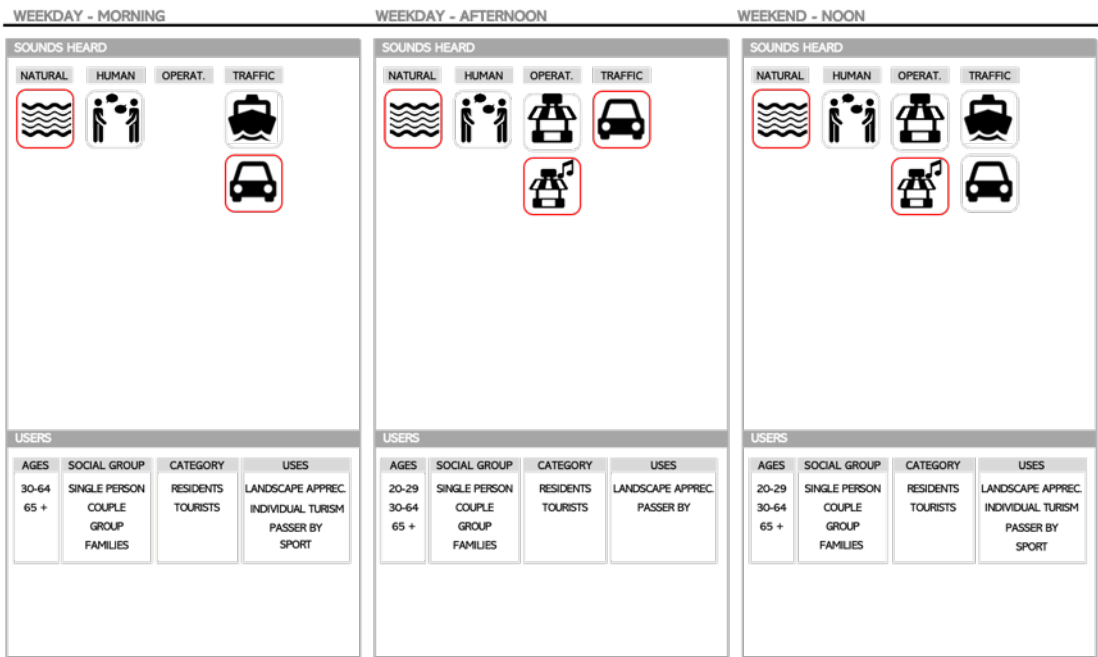 WEEKDAY - MORNING
WEEKDAY - AFTERNOON
WEEKEND - NOON
SOUNDS HEARD
NATURAL HUMAN OPERAT. TRAFFIC
USERS
AGES SOCIAL GROUP CATEGORY USES
30-64 SINGLE PERSON RESIDENTS LANDSCAPE APPREC.
65 + COUPLE TOURISTS INDIVIDUAL TURISM
GROUP PASSER BY
FAMILIES SPORT
SOUNDS HEARD
NATURAL HUMAN OPERAT. TRAFFIC
USERS
AGES SOCIAL GROUP CATEGORY USES
20-29 SINGLE PERSON RESIDENTS LANDSCAPE APPREC.
30-64 COUPLE TOURISTS PASSER BY
65 + GROUP
FAMILIES
SOUNDS HEARD
NATURAL HUMAN OPERAT. TRAFFIC
USERS
AGES SOCIAL GROUP CATEGORY USES
20-29 SINGLE PERSON RESIDENTS LANDSCAPE APPREC.
30-64 COUPLE TOURISTS INDIVIDUAL TURISM
65 + GROUP PASSER BY
FAMILIES SPORT